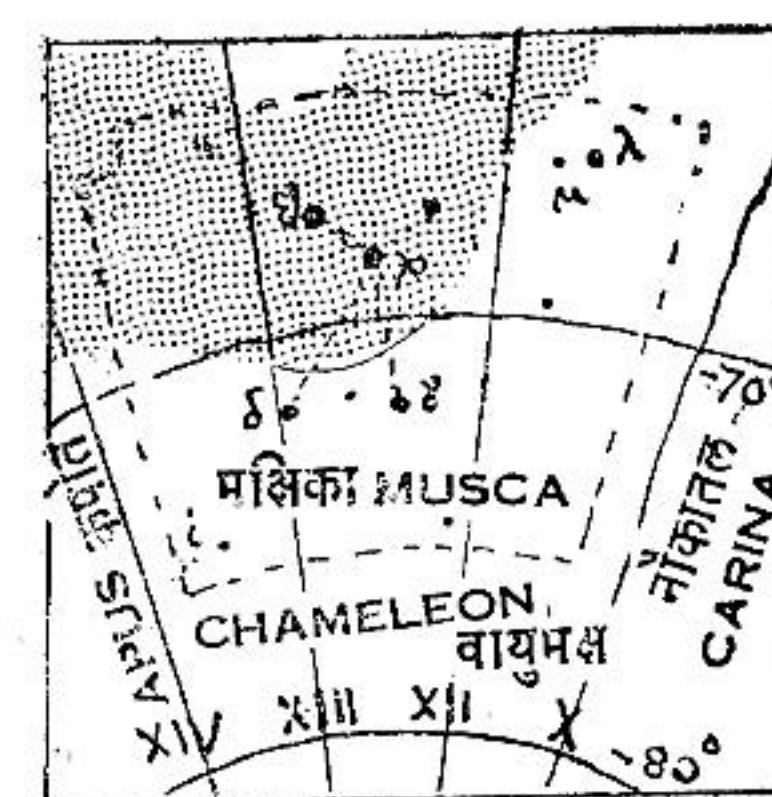 λ
μ
β
α
-70°
δ
ε
मक्षिका MUSCA
नौकातल
CARINA
APUS
CHAMELEON
वायुभक्ष
XIV XIII XII X
-80°